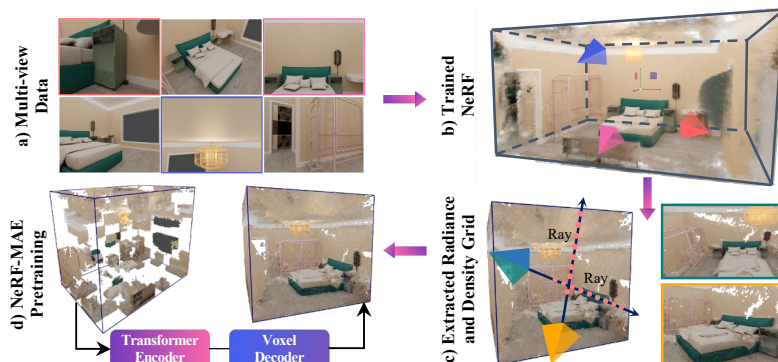 a) Multi-view
Data
b) Trained
NeRF
c) Extracted Radiance
and Density Grid
Ray
Ray
d) NeRF-MAE
Pretraining
Transformer
Encoder
Voxel
Decoder